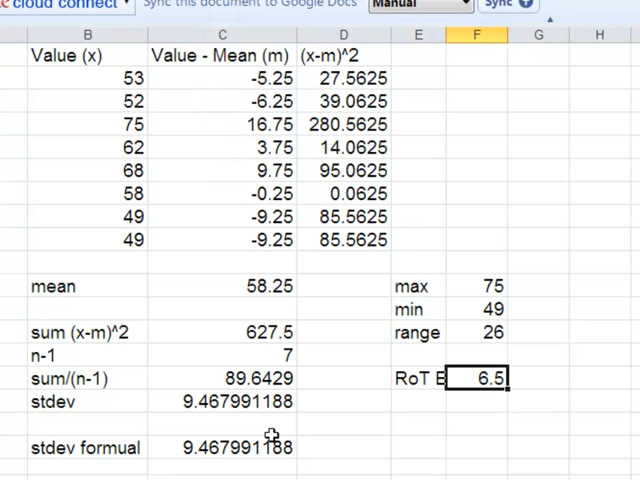 cloud connect Sync this document to Google Docs Manual Sync
B C D E F G H
Value (x) Value - Mean (m) (x-m)^2
53 -5.25 27.5625
52 -6.25 39.0625
75 16.75 280.5625
62 3.75 14.0625
68 9.75 95.0625
58 -0.25 0.0625
49 -9.25 85.5625
49 -9.25 85.5625
mean 58.25 max 75
min 49
sum (x-m)^2 627.5 range 26
n-1 7
sum/(n-1) 89.6429 RoT E 6.5
stdev 9.467991188
stdev formual 9.467991188